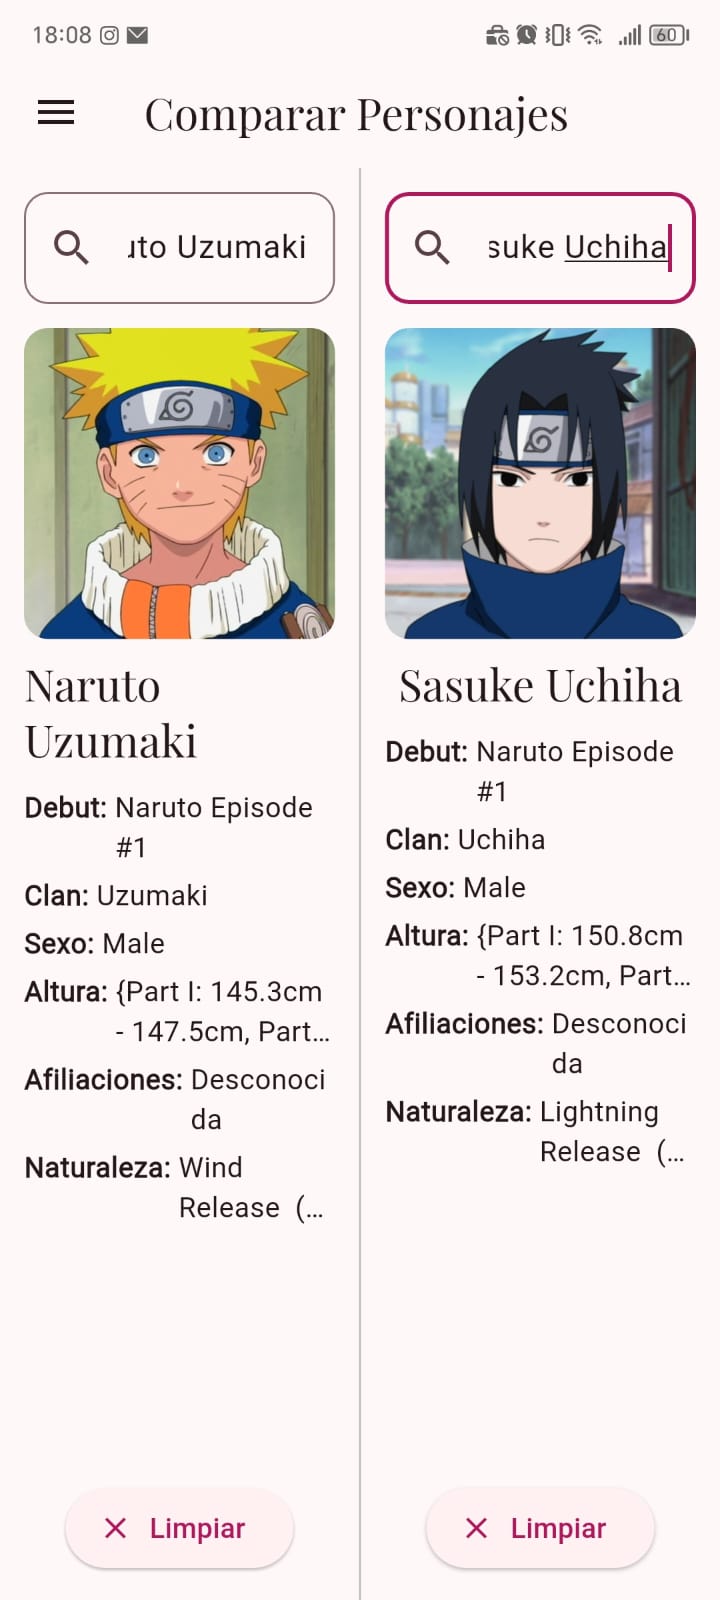 18:08
60
Comparar Personajes
uto Uzumaki
suke Uchiha
Naruto
Uzumaki
Debut: Naruto Episode
#1
Clan: Uzumaki
Sexo: Male
Altura: {Part I: 145.3cm
- 147.5cm, Part…
Afiliaciones: Desconoci
da
Naturaleza: Wind
Release (…
Limpiar
Sasuke Uchiha
Debut: Naruto Episode
#1
Clan: Uchiha
Sexo: Male
Altura: {Part I: 150.8cm
- 153.2cm, Part…
Afiliaciones: Desconoci
da
Naturaleza: Lightning
Release (…
Limpiar